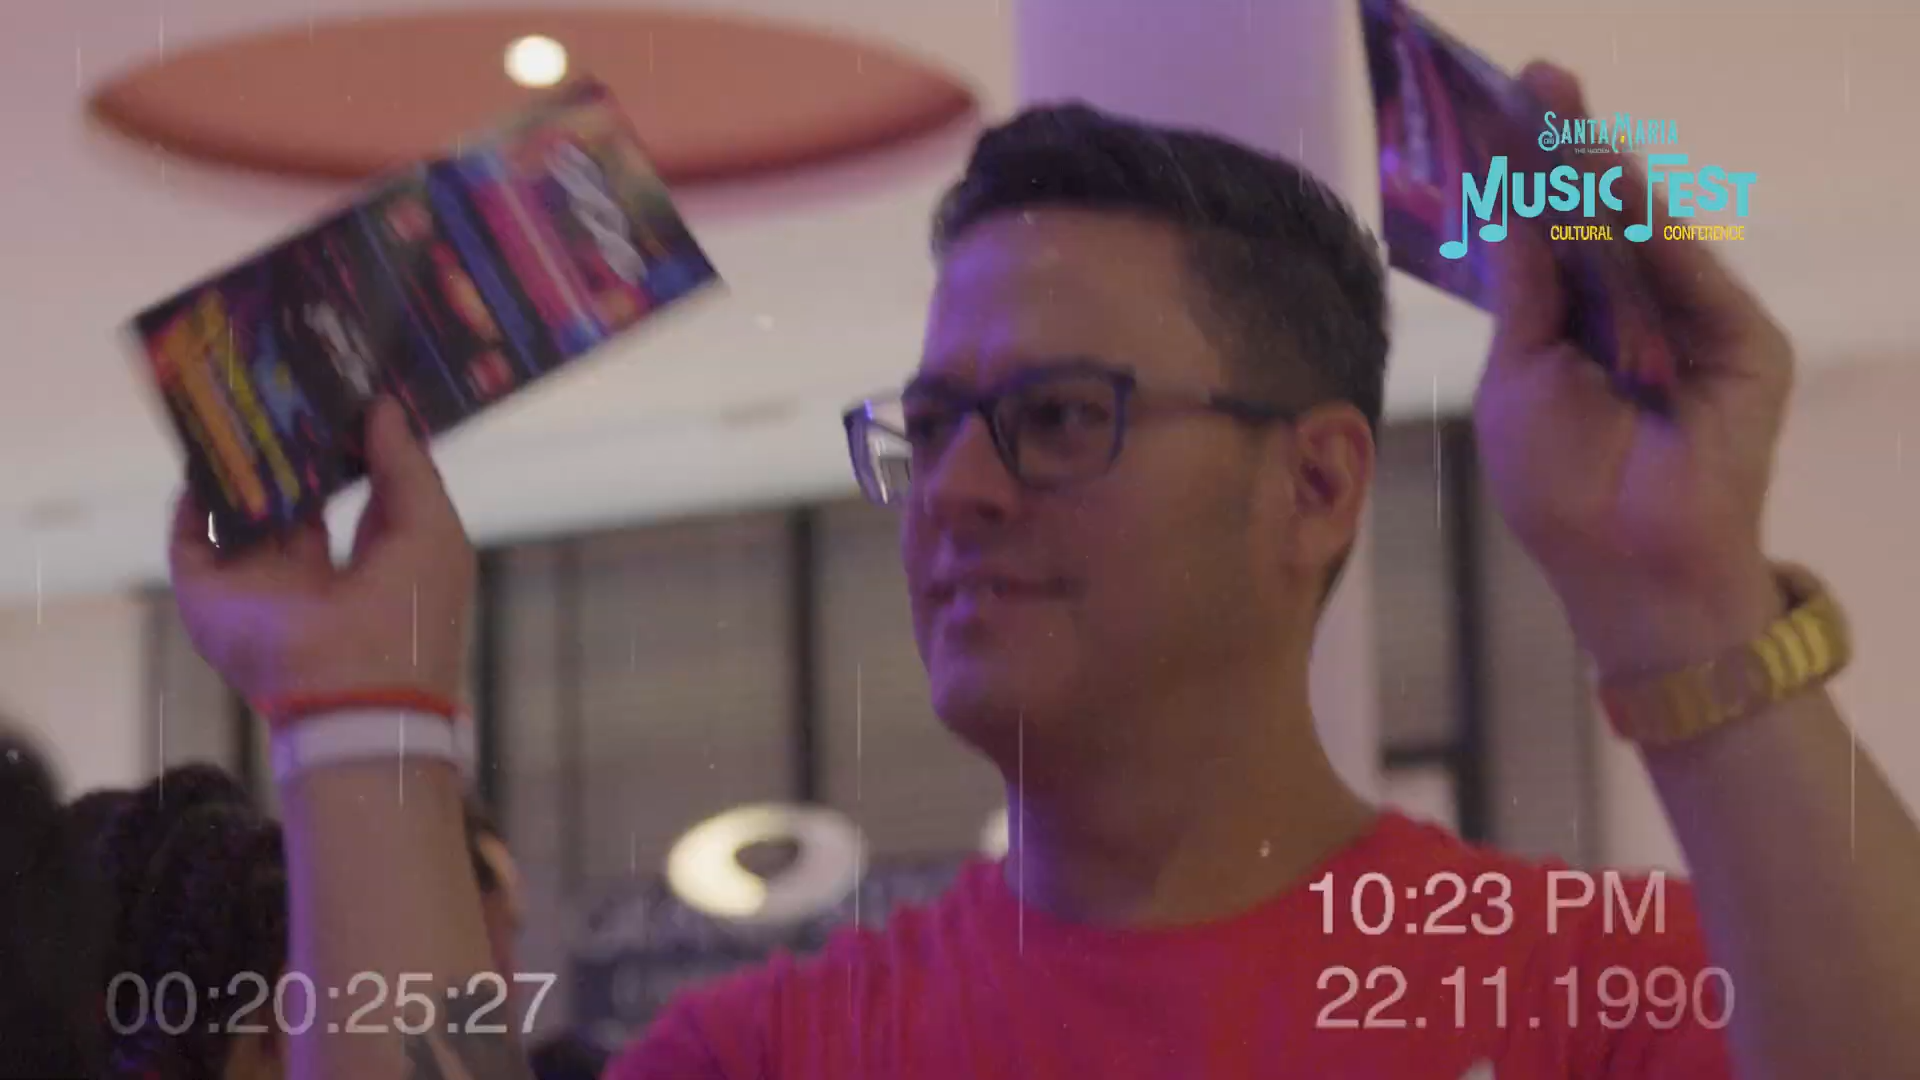 SANTA MARIA
MUSIC FEST
CULTURAL CONFERENCE
10:23 PM
00:20:25:27
22.11.1990